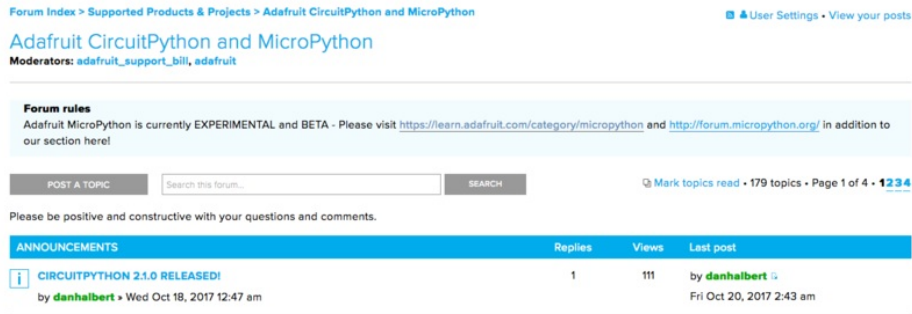 Forum Index > Supported Products & Projects > Adafruit CircuitPython and MicroPython
User Settings • View your posts
Adafruit CircuitPython and MicroPython
Moderators: adafruit_support_bill, adafruit
Forum rules
Adafruit MicroPython is currently EXPERIMENTAL and BETA - Please visit https://learn.adafruit.com/category/micropython and http://forum.micropython.org/ in addition to
our section here!
POST A TOPIC
Search this forum...
SEARCH
Mark topics read • 179 topics • Page 1 of 4 • 1 2 3 4
Please be positive and constructive with your questions and comments.
ANNOUNCEMENTS Replies Views Last post
CIRCUITPYTHON 2.1.0 RELEASED! 1 111 by danhalbert
by danhalbert » Wed Oct 18, 2017 12:47 am Fri Oct 20, 2017 2:43 am